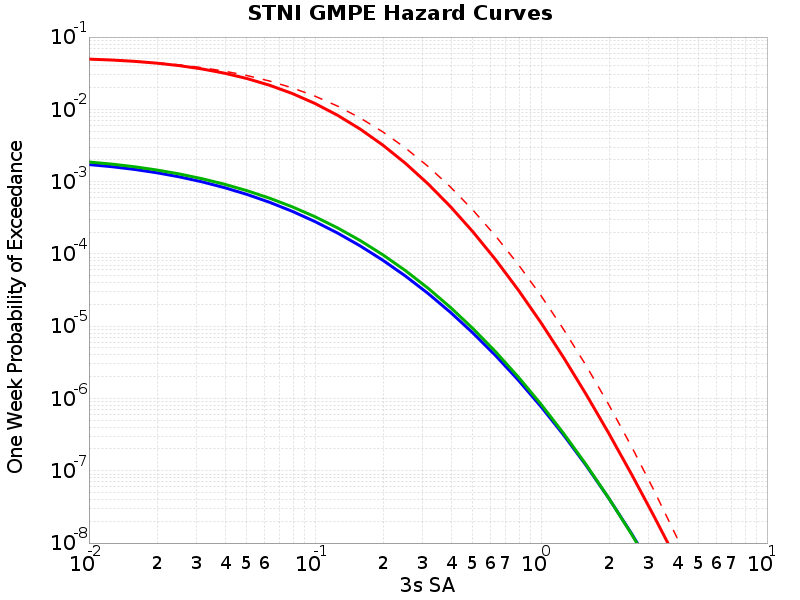 STNI GMPE Hazard Curves
One Week Probability of Exceedance
10^-1
10^-2
10^-3
10^-4
10^-5
10^-6
10^-7
10^-8
10^-2 2 3 4 5 6 10^-1 2 3 4 5 6 7 10^0 2 3 4 5 6 7 10^1
3s SA